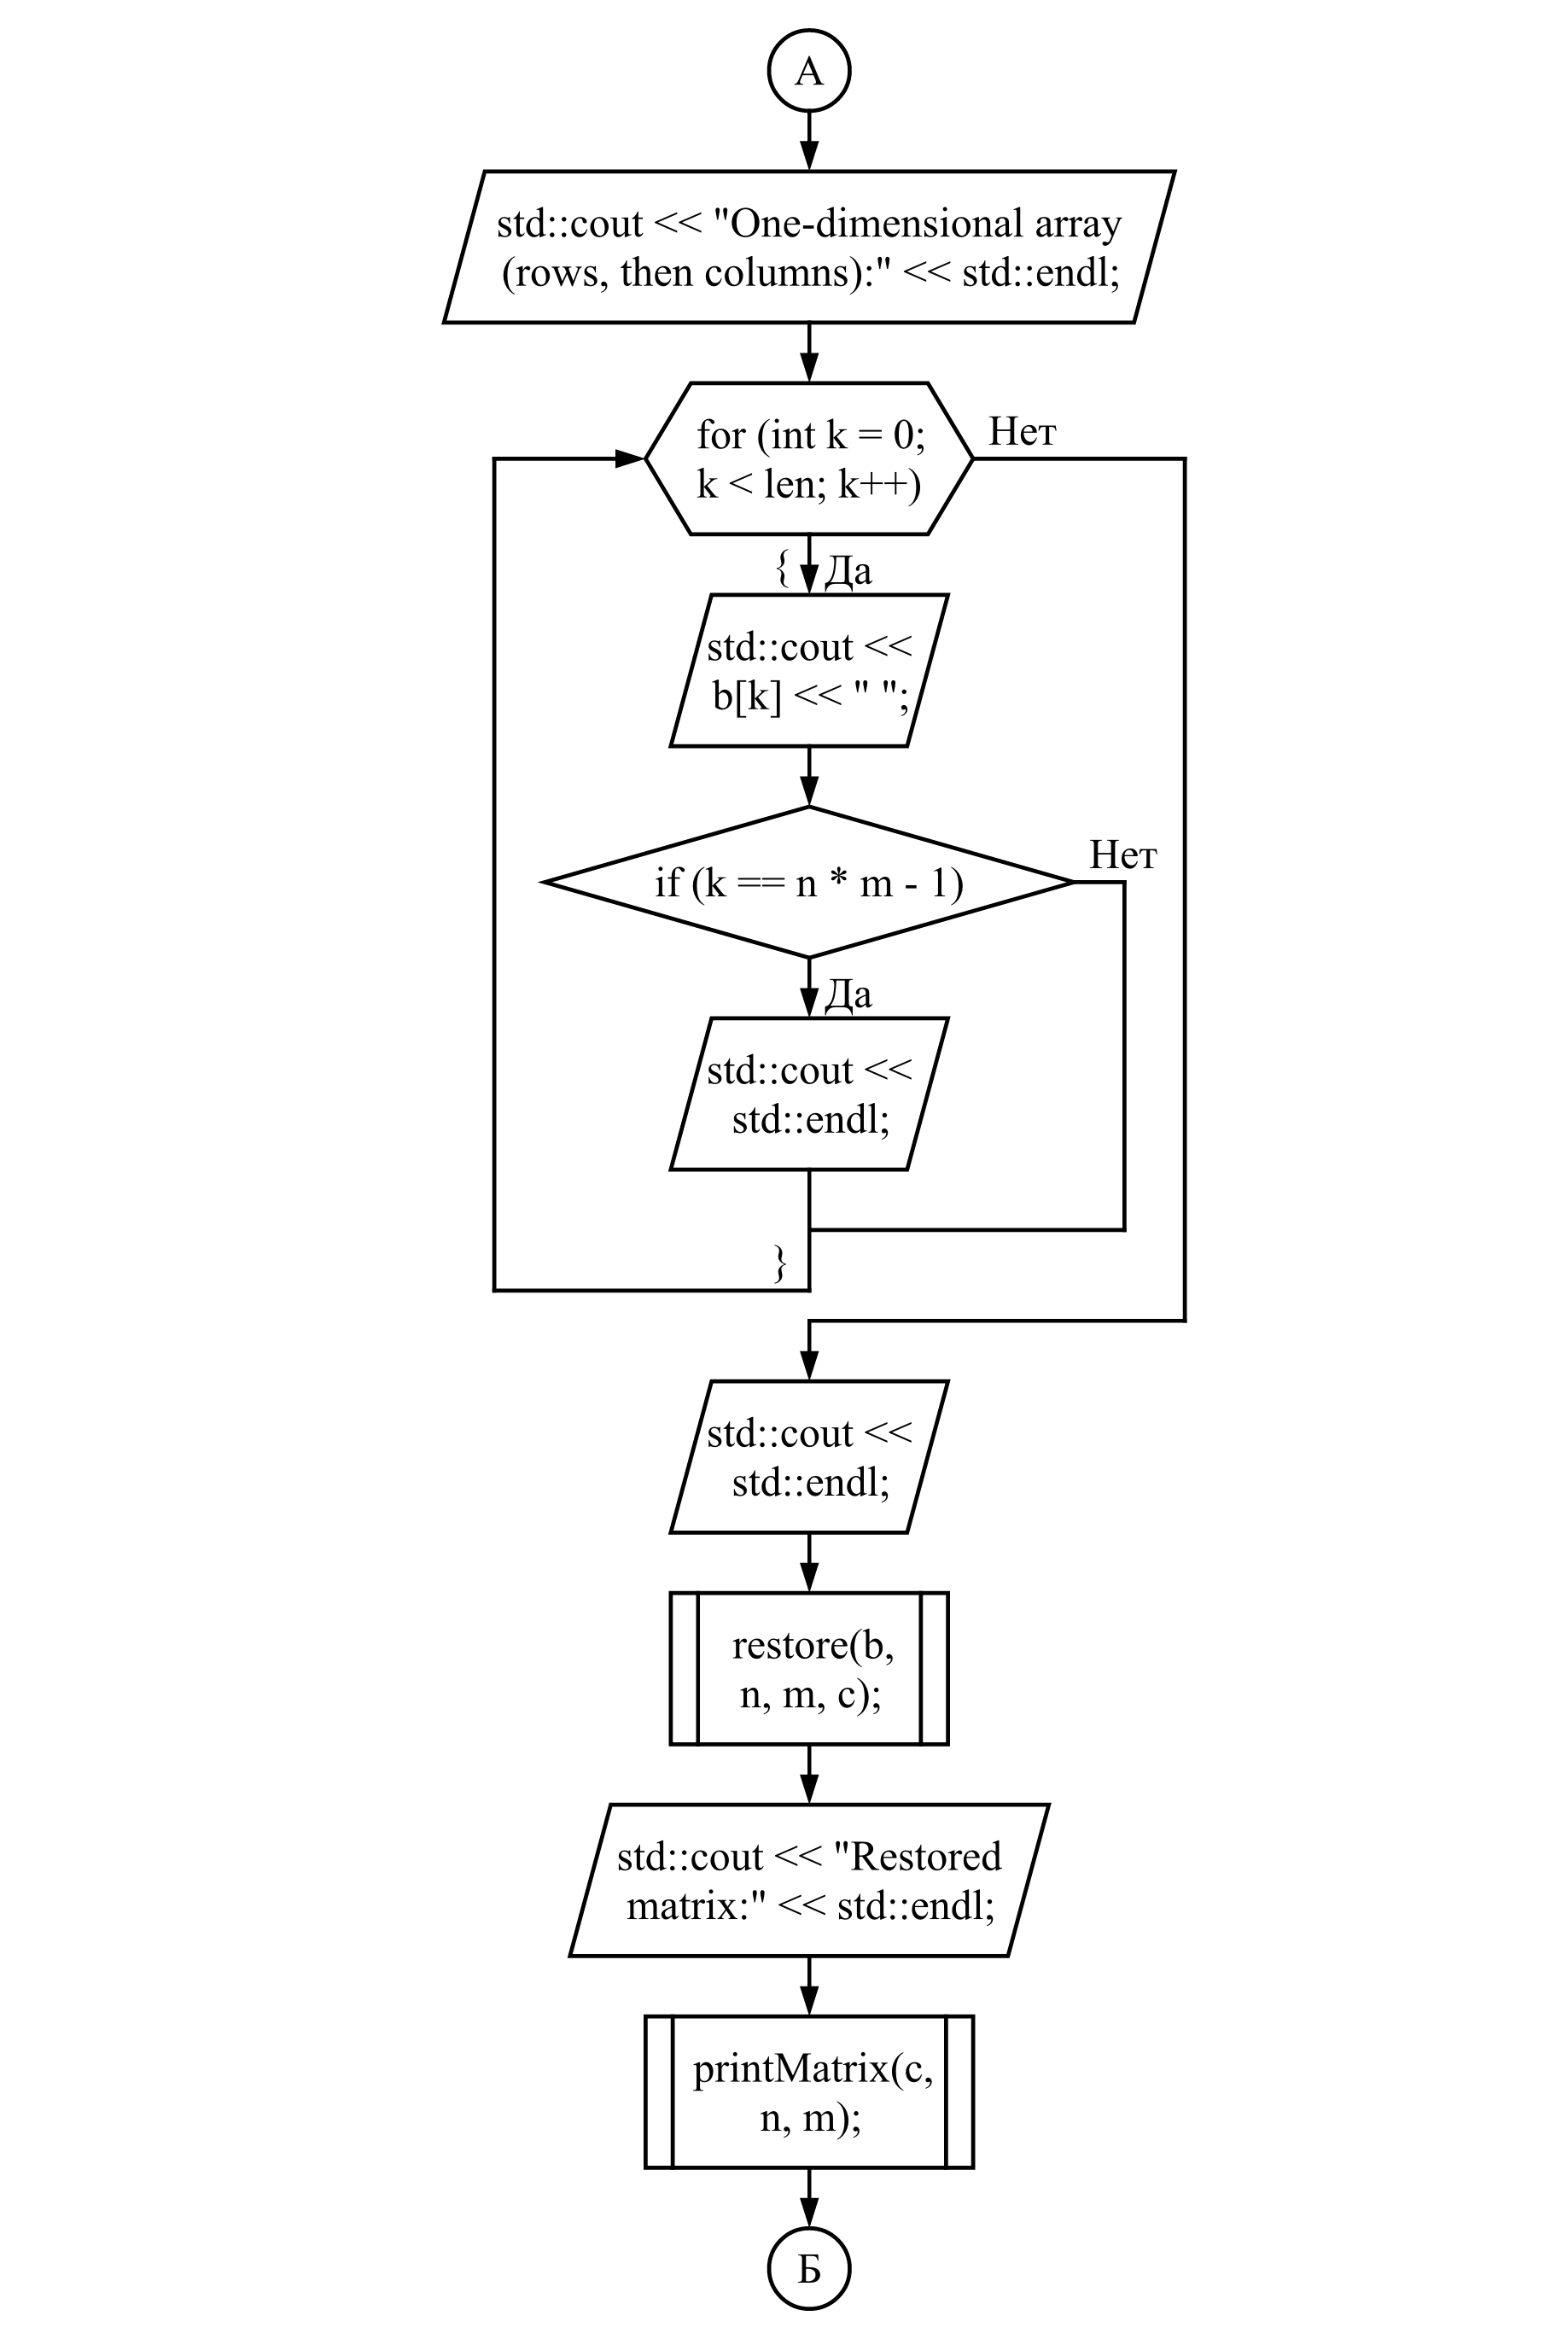 А
std::cout << "One-dimensional array
(rows, then columns):" << std::endl;
for (int k = 0;
k < len; k++)
Нет
{ Да
std::cout <<
b[k] << " ";
if (k == n * m - 1)
Нет
Да
std::cout <<
std::endl;
}
std::cout <<
std::endl;
restore(b,
n, m, c);
std::cout << "Restored
matrix:" << std::endl;
printMatrix(c,
n, m);
Б